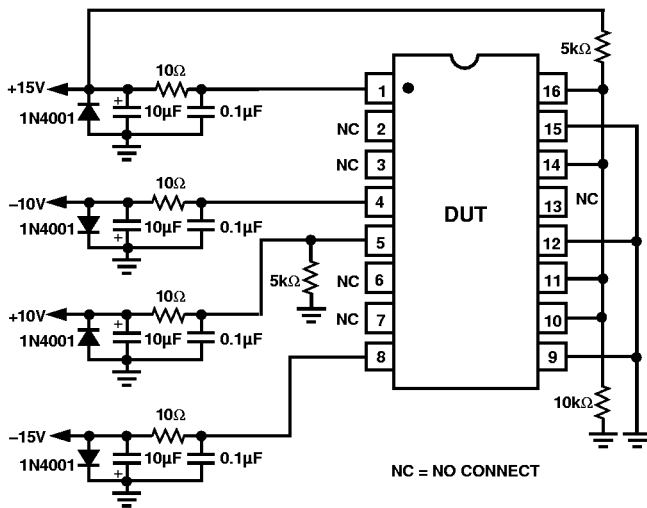 5kΩ
+15V
10Ω
1N4001
+
10µF
0.1µF
1
16
NC
2
15
NC
3
14
–10V
10Ω
1N4001
10µF
+
0.1µF
4
13
NC
DUT
5
12
5kΩ
NC
6
11
+10V
10Ω
1N4001
+
10µF
0.1µF
NC
7
10
8
9
–15V
10Ω
1N4001
10µF
+
0.1µF
10kΩ
NC = NO CONNECT